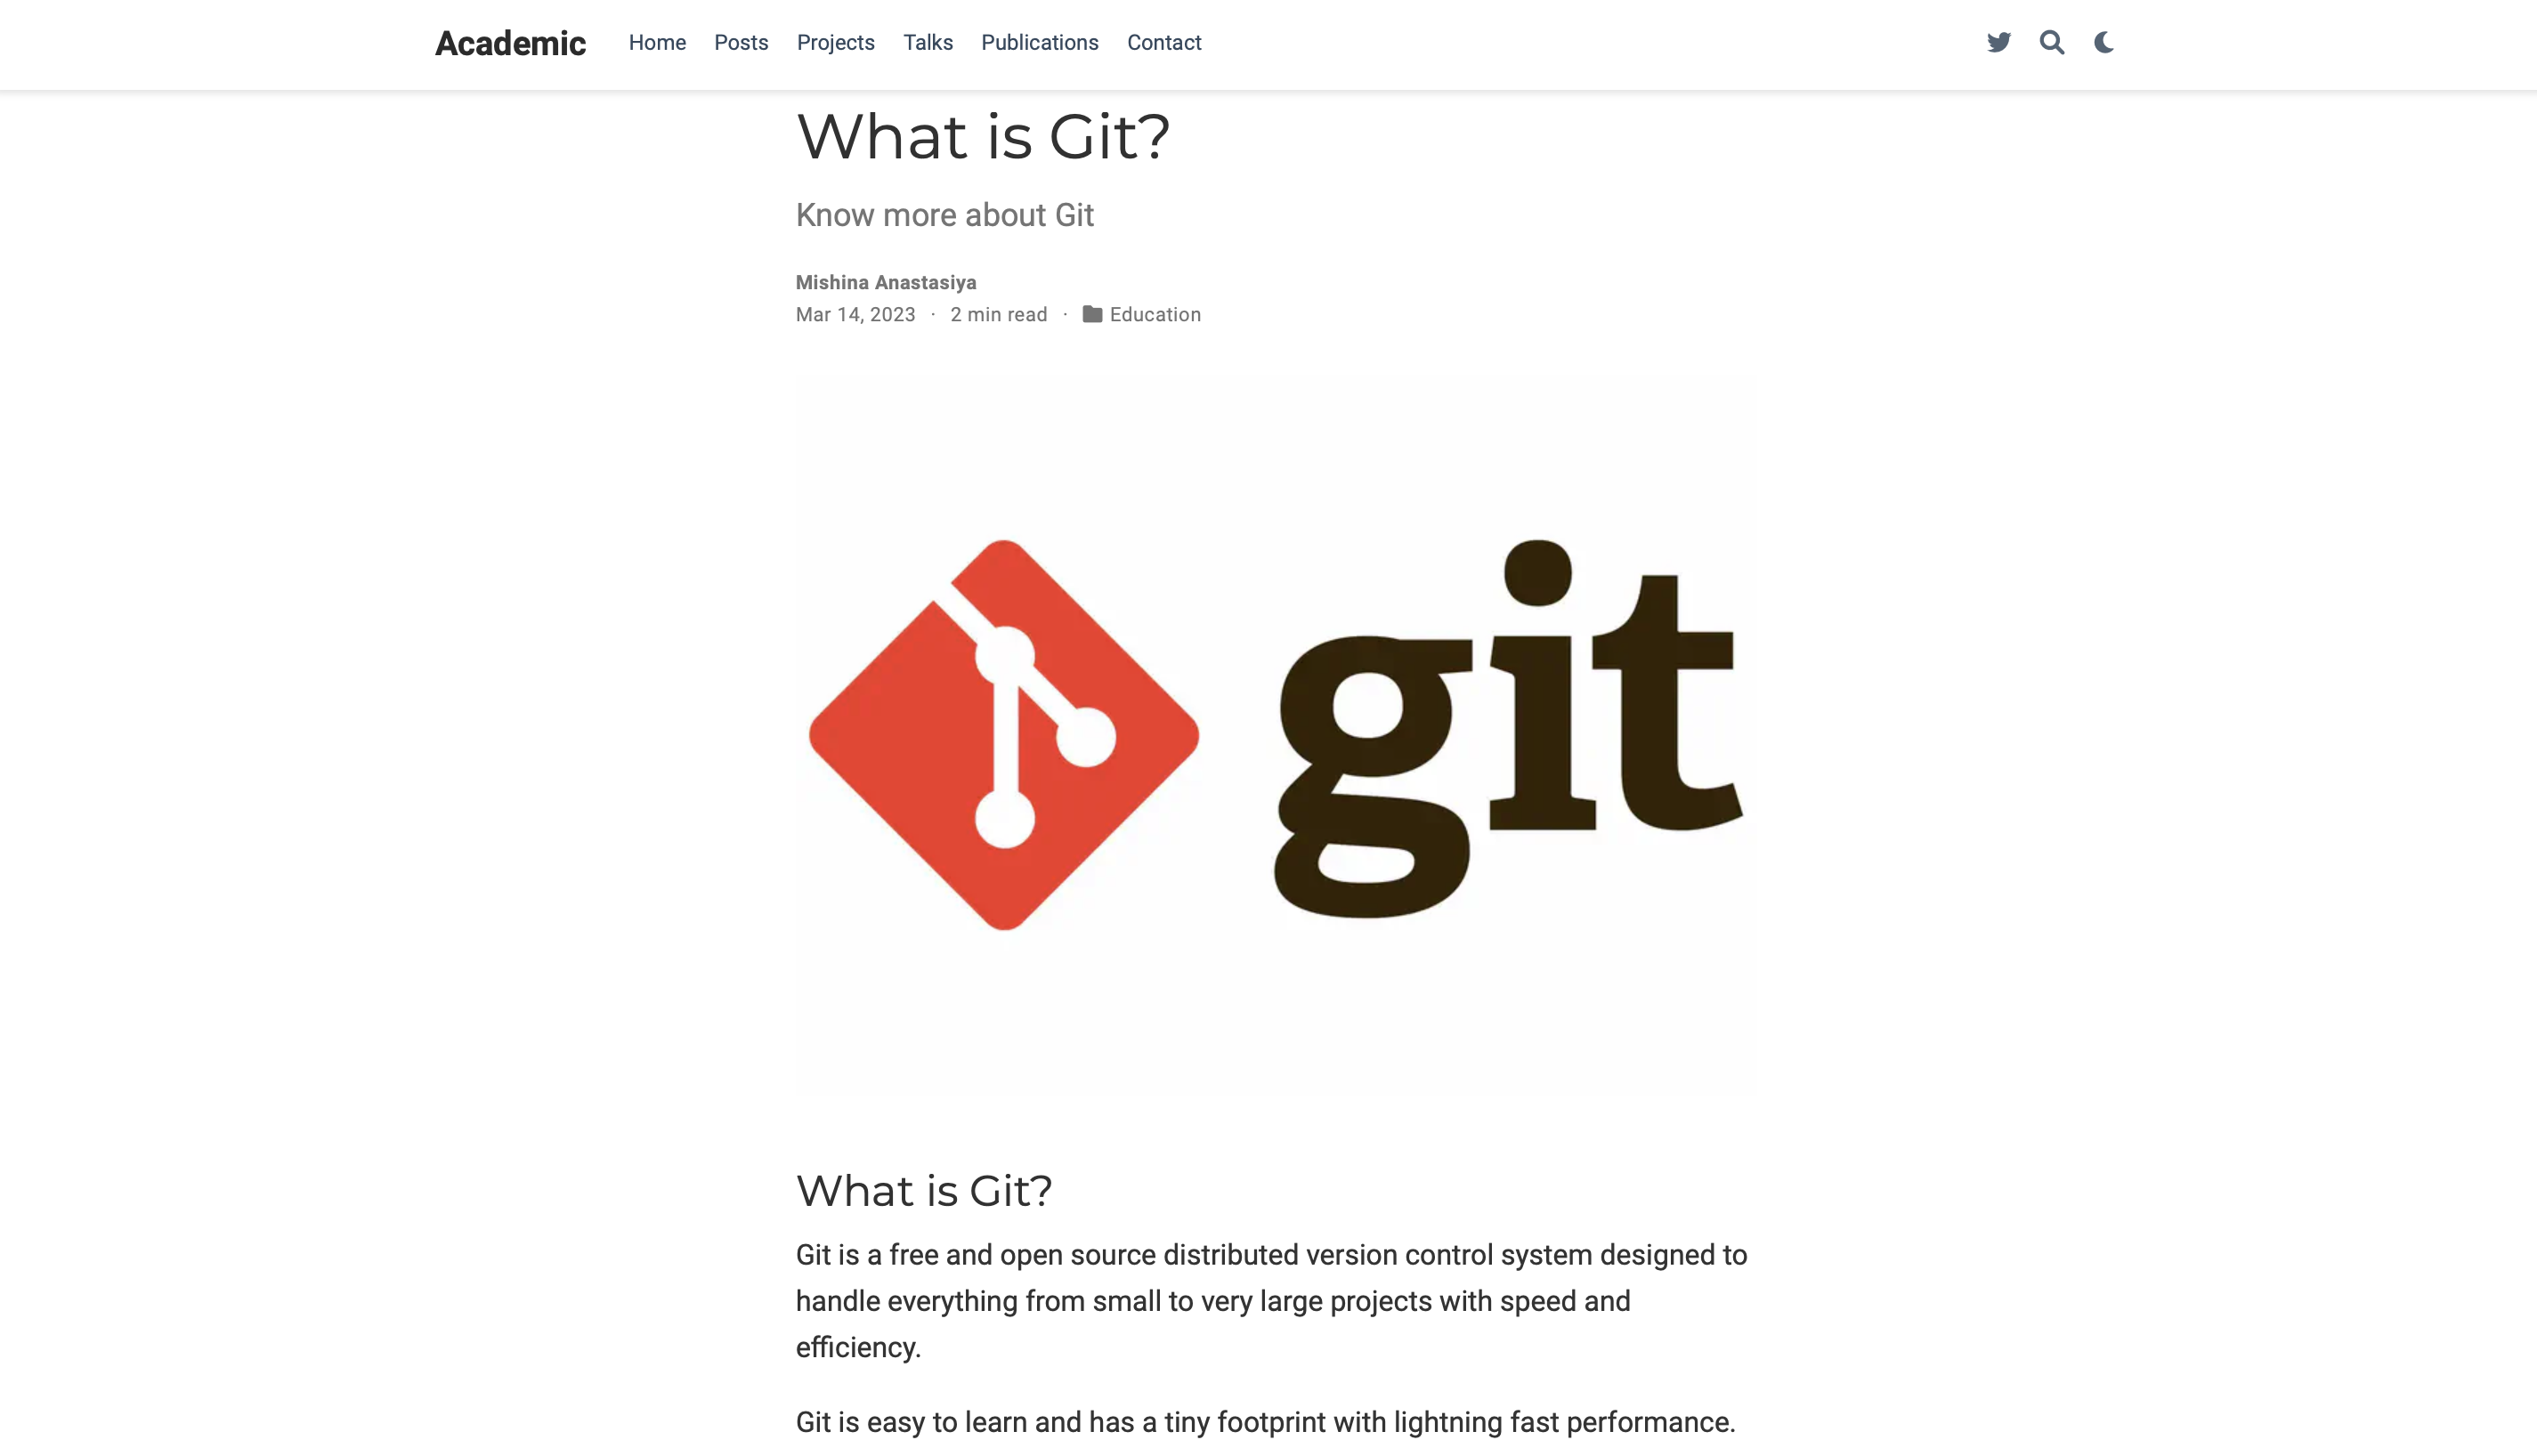 Academic Home Posts Projects Talks Publications Contact
What is Git?
Know more about Git
Mishina Anastasiya
Mar 14, 2023 · 2 min read · Education
git
What is Git?
Git is a free and open source distributed version control system designed to
handle everything from small to very large projects with speed and
efficiency.
Git is easy to learn and has a tiny footprint with lightning fast performance.